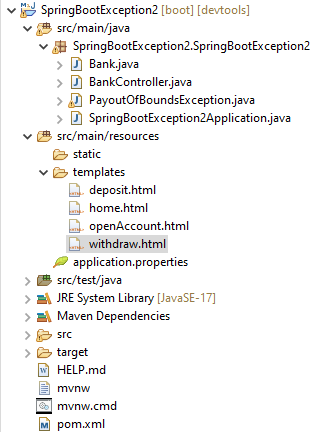 SpringBootException2 [boot] [devtools]
src/main/java
SpringBootException2.SpringBootException2
Bank.java
BankController.java
PayoutOfBoundsException.java
SpringBootException2Application.java
src/main/resources
static
templates
deposit.html
home.html
openAccount.html
withdraw.html
application.properties
src/test/java
JRE System Library [JavaSE-17]
Maven Dependencies
src
target
HELP.md
mvnw
mvnw.cmd
pom.xml